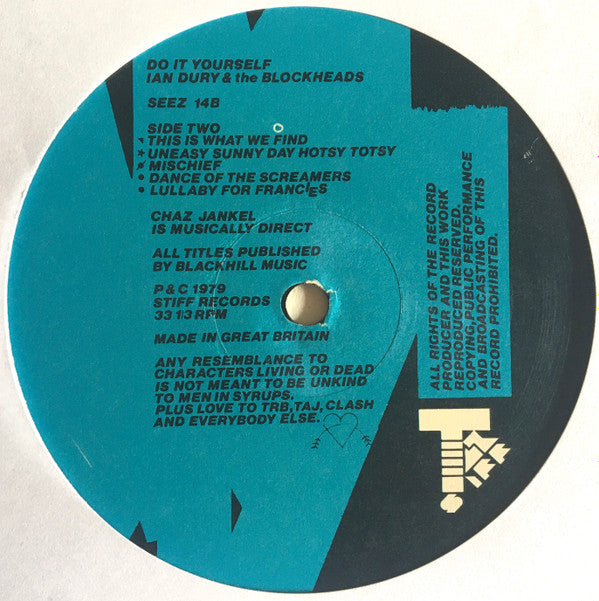 DO IT YOURSELF
IAN DURY & the BLOCKHEADS
SEEZ 14B
SIDE TWO
THIS IS WHAT WE FIND
UNEASY SUNNY DAY HOTSY TOTSY
MISCHIEF
DANCE OF THE SCREAMERS
LULLABY FOR FRANCIES
CHAZ JANKEL
IS MUSICALLY DIRECT
ALL TITLES PUBLISHED
BY BLACKHILL MUSIC
P & C 1979
STIFF RECORDS
33 1/3 RPM
MADE IN GREAT BRITAIN
ANY RESEMBLANCE TO
CHARACTERS LIVING OR DEAD
IS NOT MEANT TO BE UNKIND
TO MEN IN SYRUPS.
PLUS LOVE TO TRB,TAJ,CLASH
AND EVERYBODY ELSE.
ALL RIGHTS OF THE RECORD
PRODUCER AND THIS WORK
REPRODUCED RESERVED.
COPYING,PUBLIC PERFORMANCE
AND BROADCASTING OF THIS
RECORD PROHIBITED.